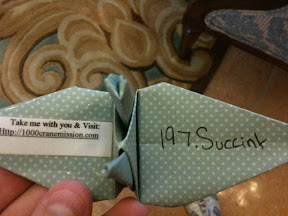 Take me with you & Visit:
Http://1000cranemission.com
197. Succint